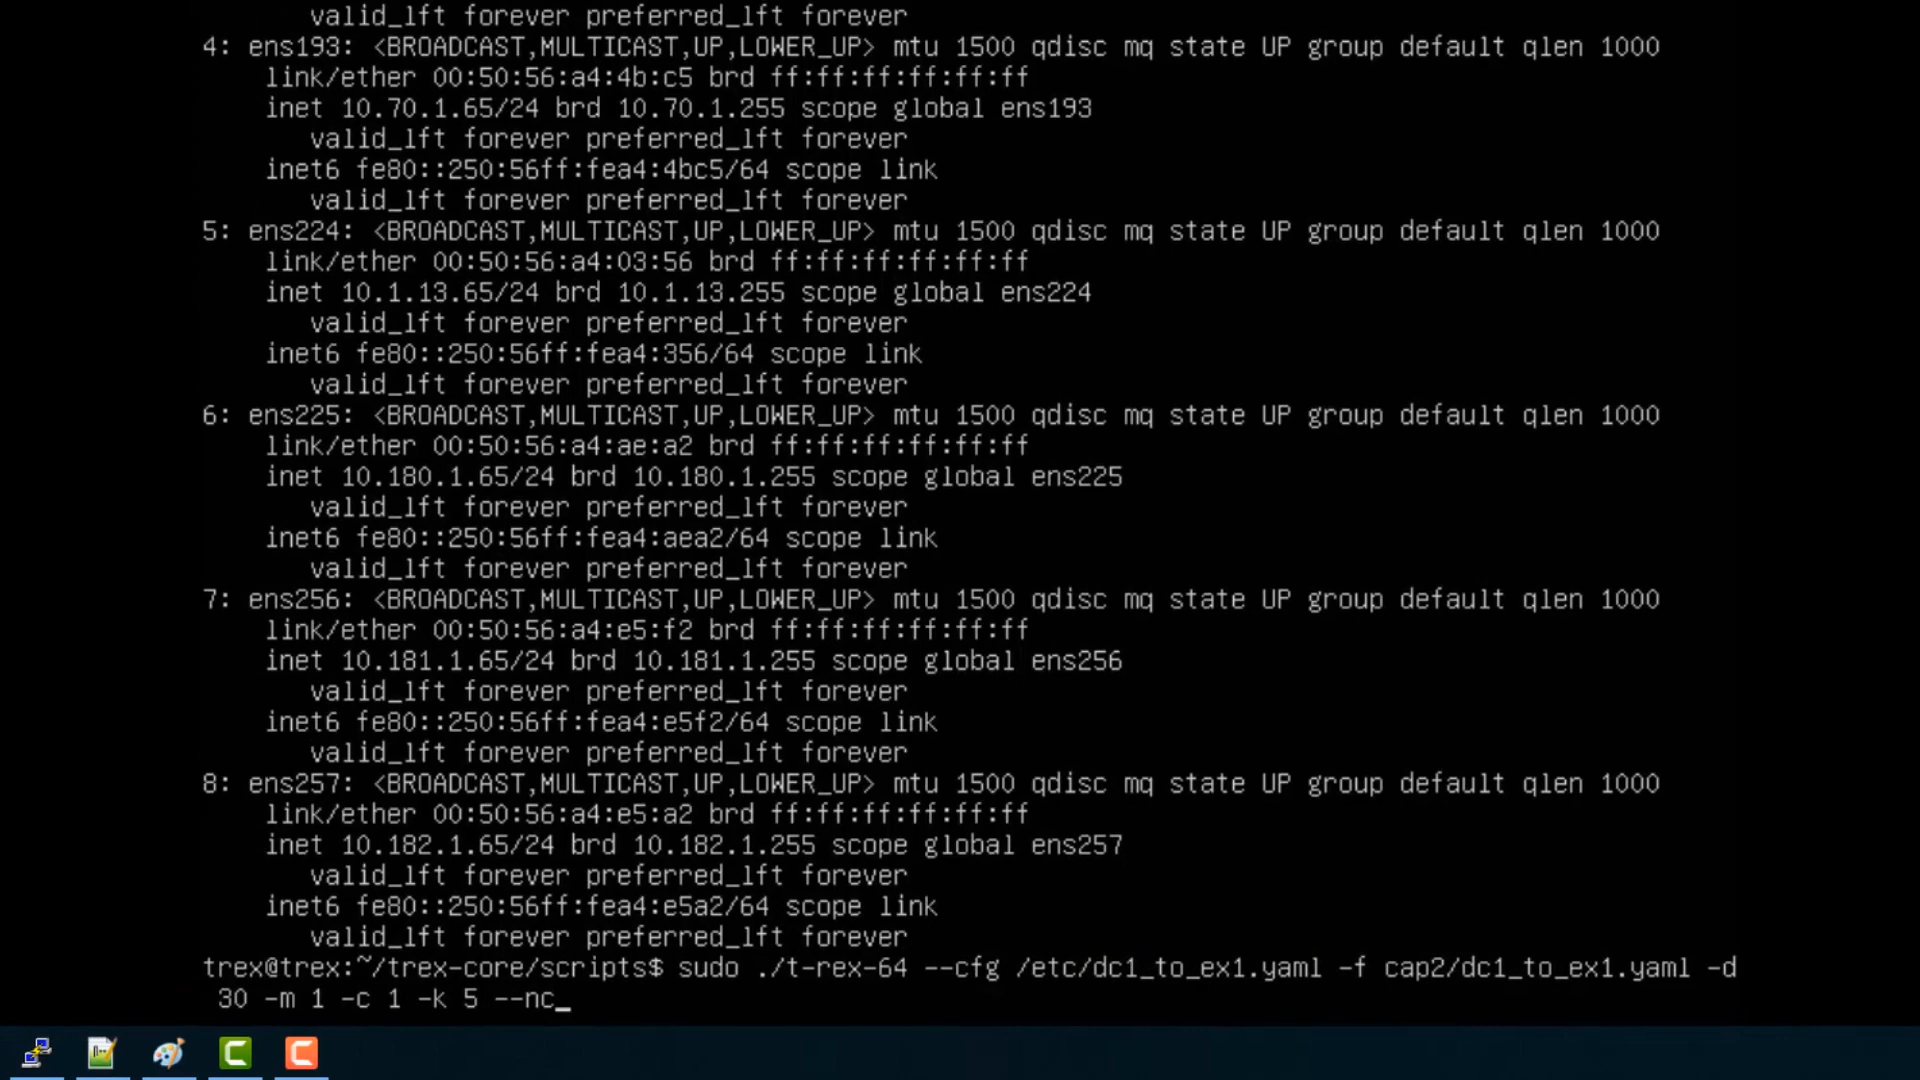 valid_lft forever preferred_lft forever
4: ens193: <BROADCAST,MULTICAST,UP,LOWER_UP> mtu 1500 qdisc mq state UP group default qlen 1000
link/ether 00:50:56:a4:4b:c5 brd ff:ff:ff:ff:ff:ff
inet 10.70.1.65/24 brd 10.70.1.255 scope global ens193
valid_lft forever preferred_lft forever
inet6 fe80::250:56ff:fea4:4bc5/64 scope link
valid_lft forever preferred_lft forever
5: ens224: <BROADCAST,MULTICAST,UP,LOWER_UP> mtu 1500 qdisc mq state UP group default qlen 1000
link/ether 00:50:56:a4:03:56 brd ff:ff:ff:ff:ff:ff
inet 10.1.13.65/24 brd 10.1.13.255 scope global ens224
valid_lft forever preferred_lft forever
inet6 fe80::250:56ff:fea4:356/64 scope link
valid_lft forever preferred_lft forever
6: ens225: <BROADCAST,MULTICAST,UP,LOWER_UP> mtu 1500 qdisc mq state UP group default qlen 1000
link/ether 00:50:56:a4:ae:a2 brd ff:ff:ff:ff:ff:ff
inet 10.180.1.65/24 brd 10.180.1.255 scope global ens225
valid_lft forever preferred_lft forever
inet6 fe80::250:56ff:fea4:aea2/64 scope link
valid_lft forever preferred_lft forever
7: ens256: <BROADCAST,MULTICAST,UP,LOWER_UP> mtu 1500 qdisc mq state UP group default qlen 1000
link/ether 00:50:56:a4:e5:f2 brd ff:ff:ff:ff:ff:ff
inet 10.181.1.65/24 brd 10.181.1.255 scope global ens256
valid_lft forever preferred_lft forever
inet6 fe80::250:56ff:fea4:e5f2/64 scope link
valid_lft forever preferred_lft forever
8: ens257: <BROADCAST,MULTICAST,UP,LOWER_UP> mtu 1500 qdisc mq state UP group default qlen 1000
link/ether 00:50:56:a4:e5:a2 brd ff:ff:ff:ff:ff:ff
inet 10.182.1.65/24 brd 10.182.1.255 scope global ens257
valid_lft forever preferred_lft forever
inet6 fe80::250:56ff:fea4:e5a2/64 scope link
valid_lft forever preferred_lft forever
trex@trex:~/trex-core/scripts$ sudo ./t-rex-64 --cfg /etc/dc1_to_ex1.yaml -f cap2/dc1_to_ex1.yaml -d
30 -m 1 -c 1 -k 5 --nc_